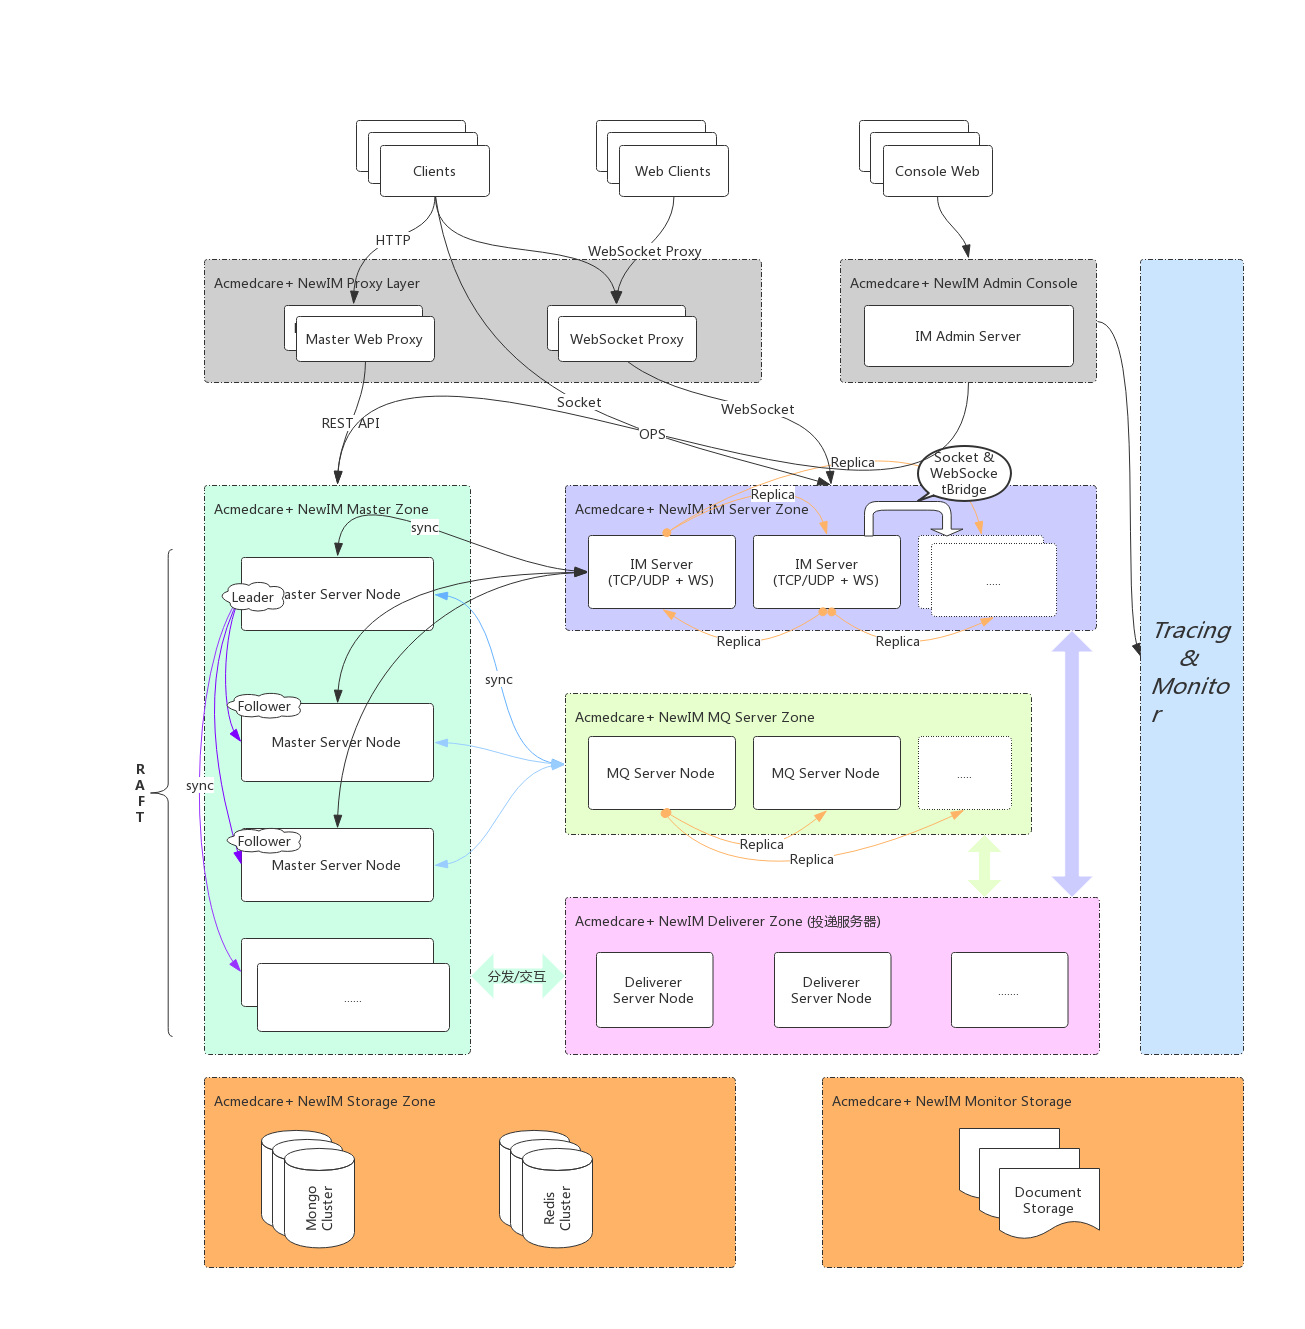 Clients
Web Clients
Console Web
HTTP
WebSocket Proxy
Acmedcare+ NewIM Proxy Layer
Master Web Proxy
WebSocket Proxy
Acmedcare+ NewIM Admin Console
IM Admin Server
Socket
WebSocket
REST API
OPS
Replica
Socket &
WebSocke
tBridge
Replica
Acmedcare+ NewIM Master Zone
sync
Acmedcare+ NewIM IM Server Zone
IM Server
(TCP/UDP + WS)
IM Server
(TCP/UDP + WS)
.....
Leader
aster Server Node
Replica
Replica
Tracing
&
Monito
r
sync
Follower
Master Server Node
Acmedcare+ NewIM MQ Server Zone
MQ Server Node
MQ Server Node
.....
R
A
F
T
sync
Follower
Master Server Node
Replica
Replica
Acmedcare+ NewIM Deliverer Zone (投递服务器)
分发/交互
Deliverer
Server Node
Deliverer
Server Node
.......
......
Acmedcare+ NewIM Storage Zone
Mongo
Cluster
Redis
Cluster
Acmedcare+ NewIM Monitor Storage
Document
Storage